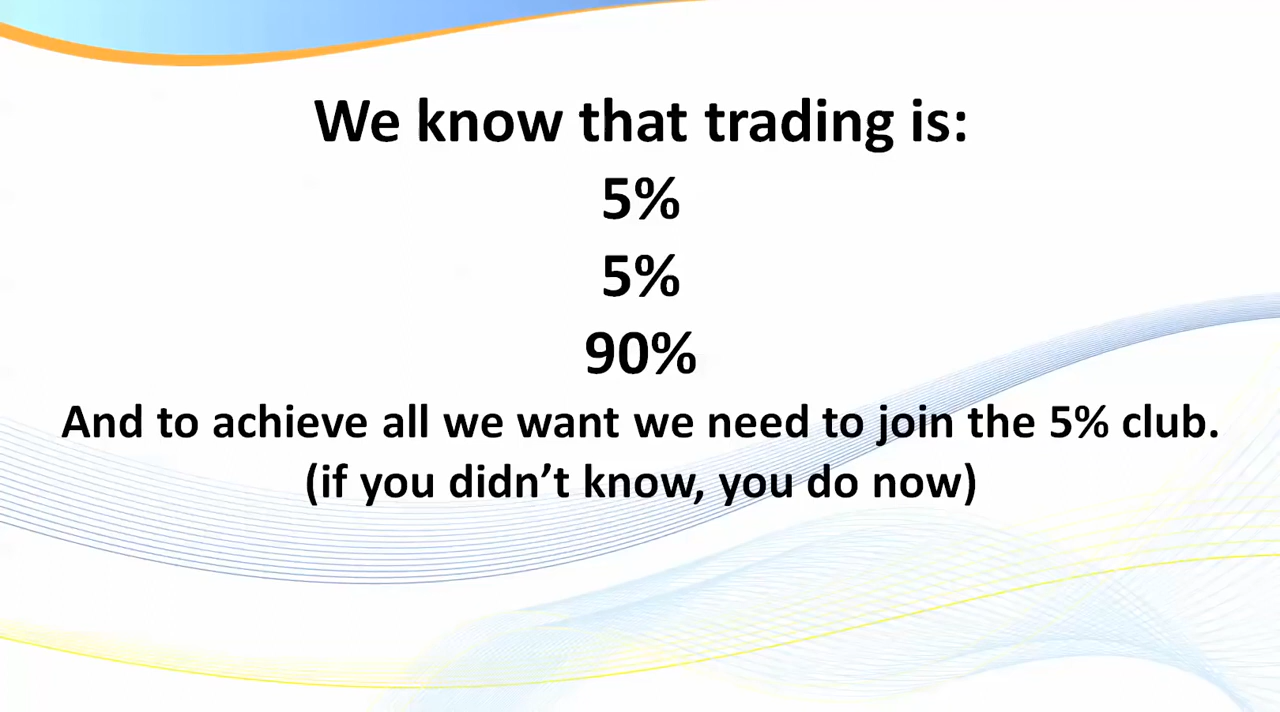 We know that trading is:
5%
5%
90%
And to achieve all we want we need to join the 5% club.
(if you didn’t know, you do now)